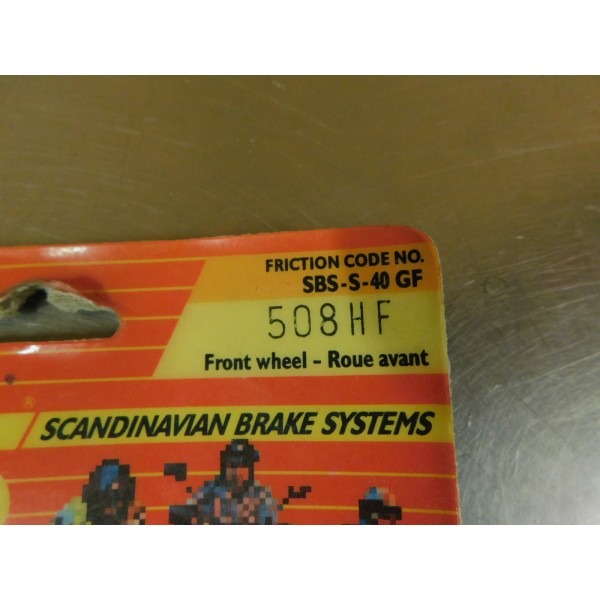 FRICTION CODE NO.
SBS-S-40 GF
508HF
Front wheel - Roue avant
®
SCANDINAVIAN BRAKE SYSTEMS